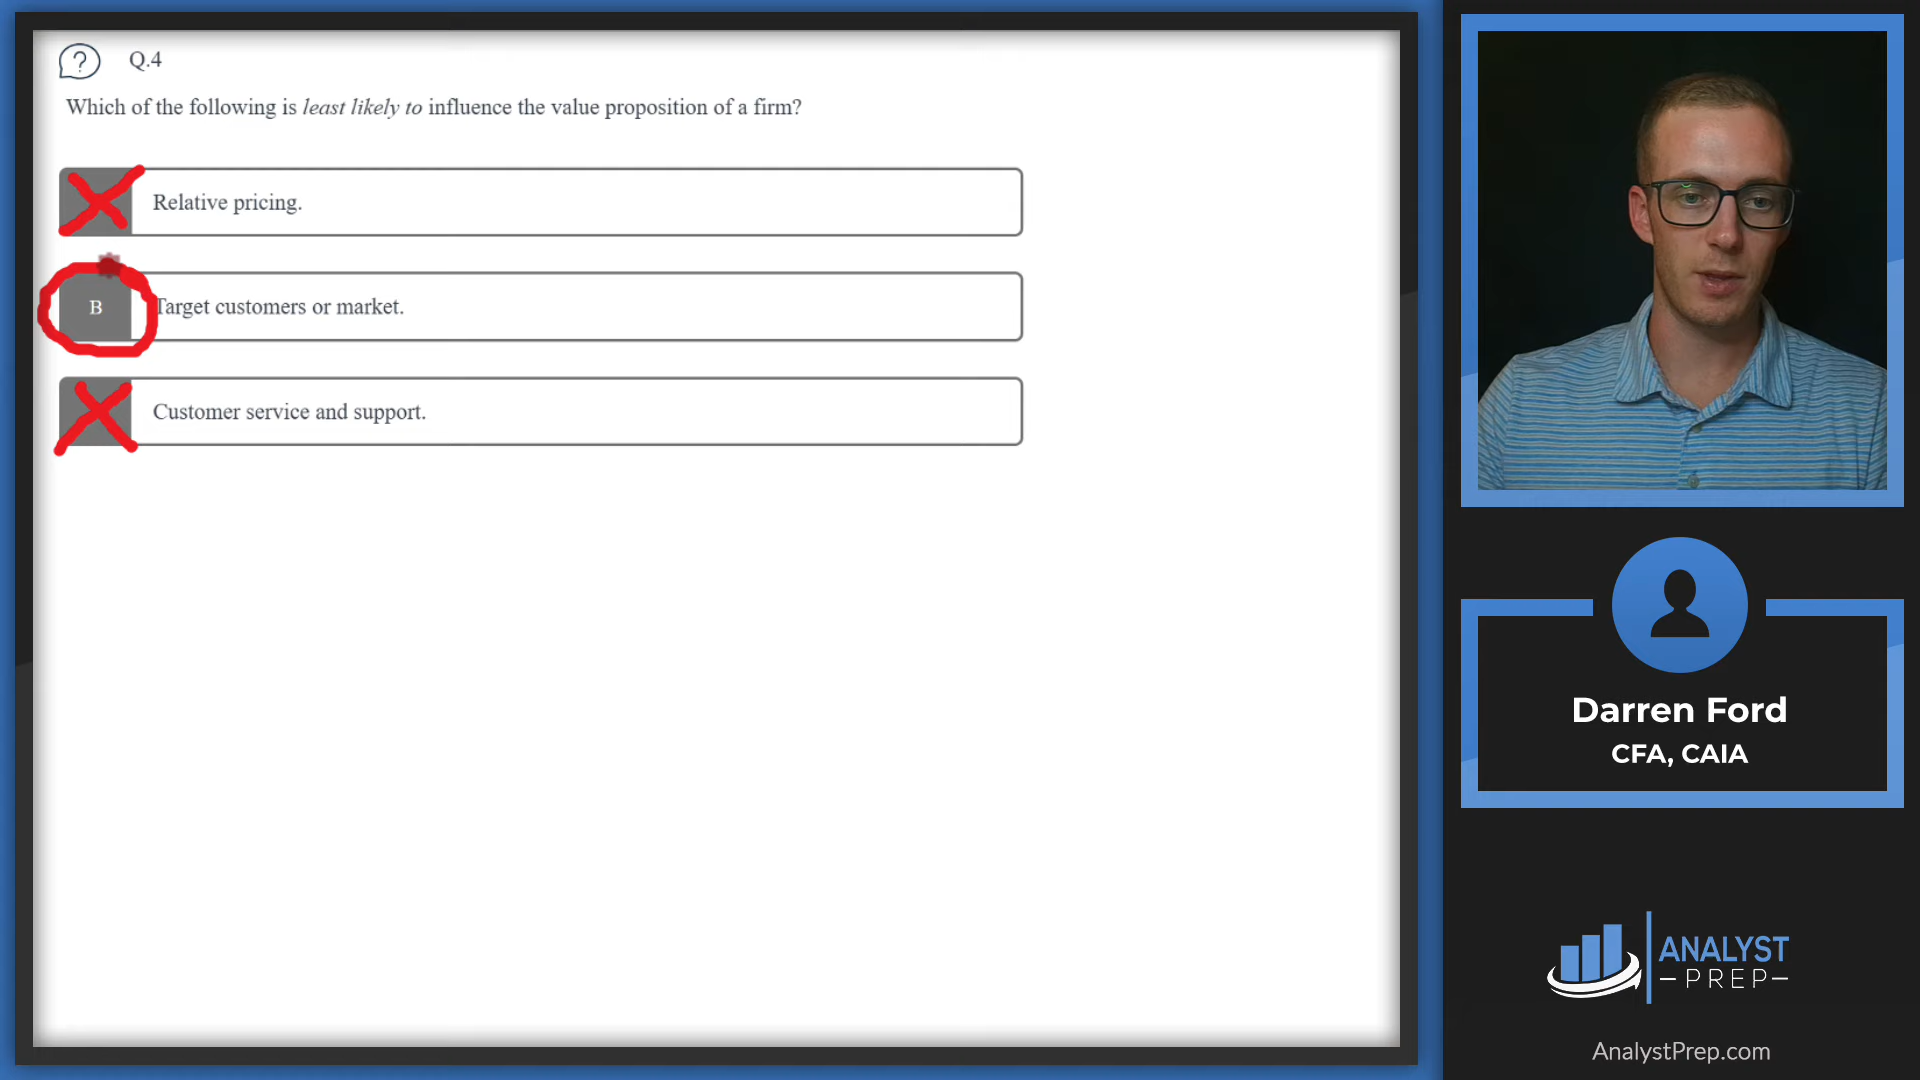 ?
Q.4
Which of the following is least likely to influence the value proposition of a firm?
Relative pricing.
B
Target customers or market.
Customer service and support.
Darren Ford
CFA, CAIA
ANALYST
PREP
AnalystPrep.com